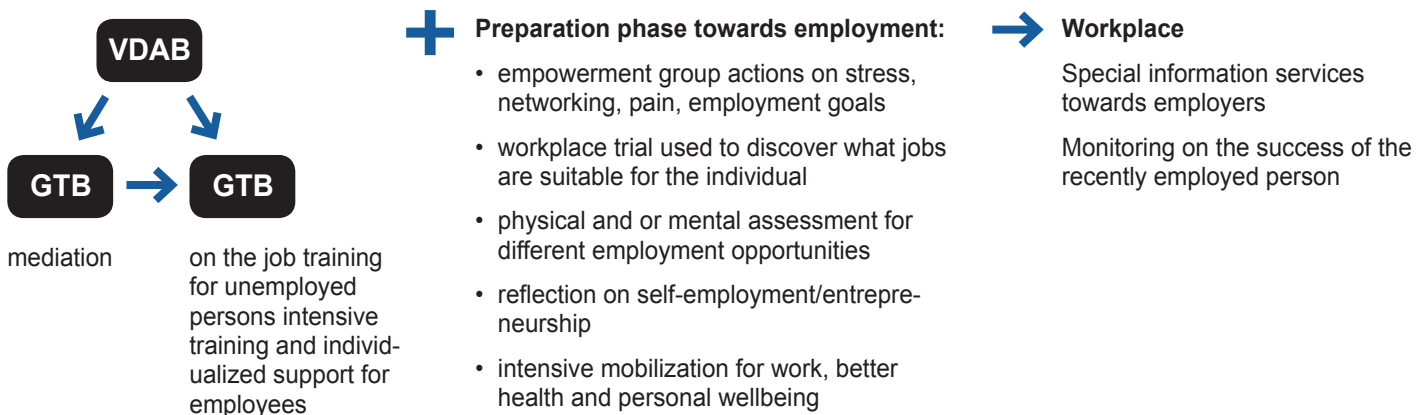 VDAB
GTB
GTB
mediation
on the job training
for unemployed
persons intensive
training and individ-
ualized support for
employees
Preparation phase towards employment:
• empowerment group actions on stress,
networking, pain, employment goals
• workplace trial used to discover what jobs
are suitable for the individual
• physical and or mental assessment for
different employment opportunities
• reflection on self-employment/entrepre-
neurship
• intensive mobilization for work, better
health and personal wellbeing
Workplace
Special information services
towards employers
Monitoring on the success of the
recently employed person